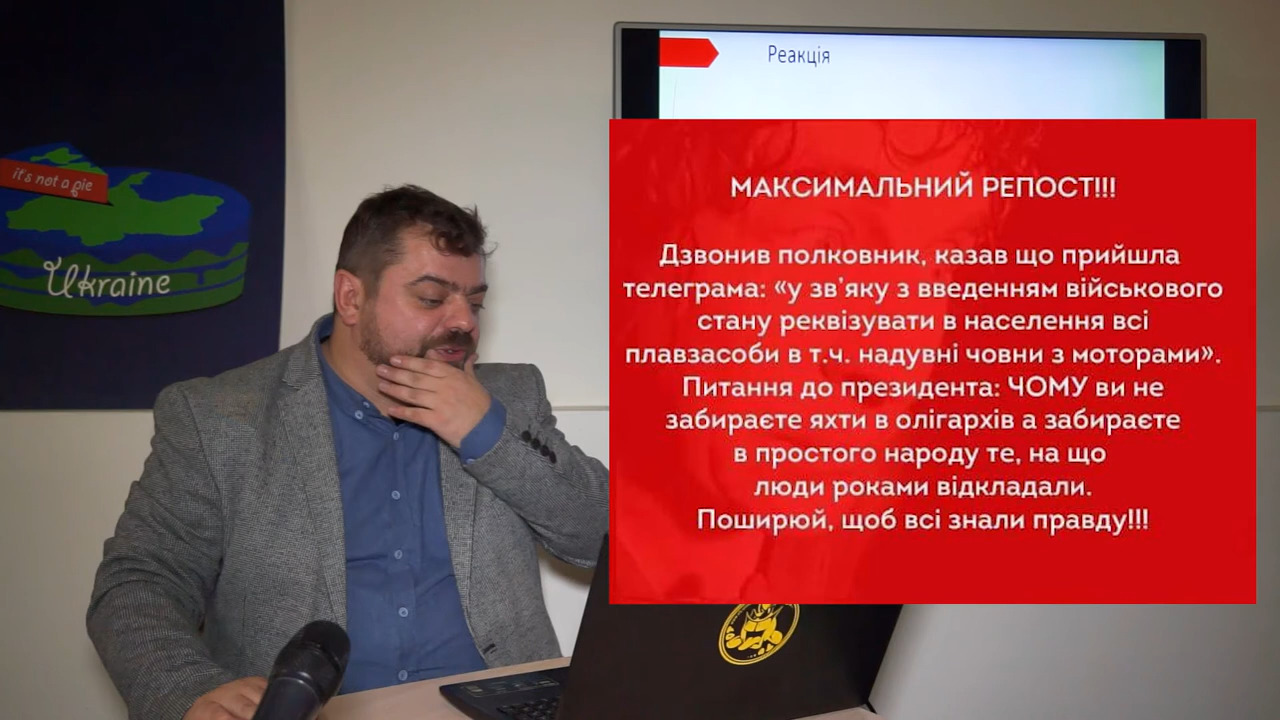 it's not a pie
Ukraine
Реакція
МАКСИМАЛЬНИЙ РЕПОСТ!!!
Дзвонив полковник, казав що прийшла
телеграма: «у зв'яку з введенням військового
стану реквізувати в населення всі
плавзасоби в т.ч. надувні човни з моторами».
Питання до президента: ЧОМУ ви не
забираєте яхти в олігархів а забираєте
в простого народу те, на що
люди роками відкладали.
Поширюй, щоб всі знали правду!!!